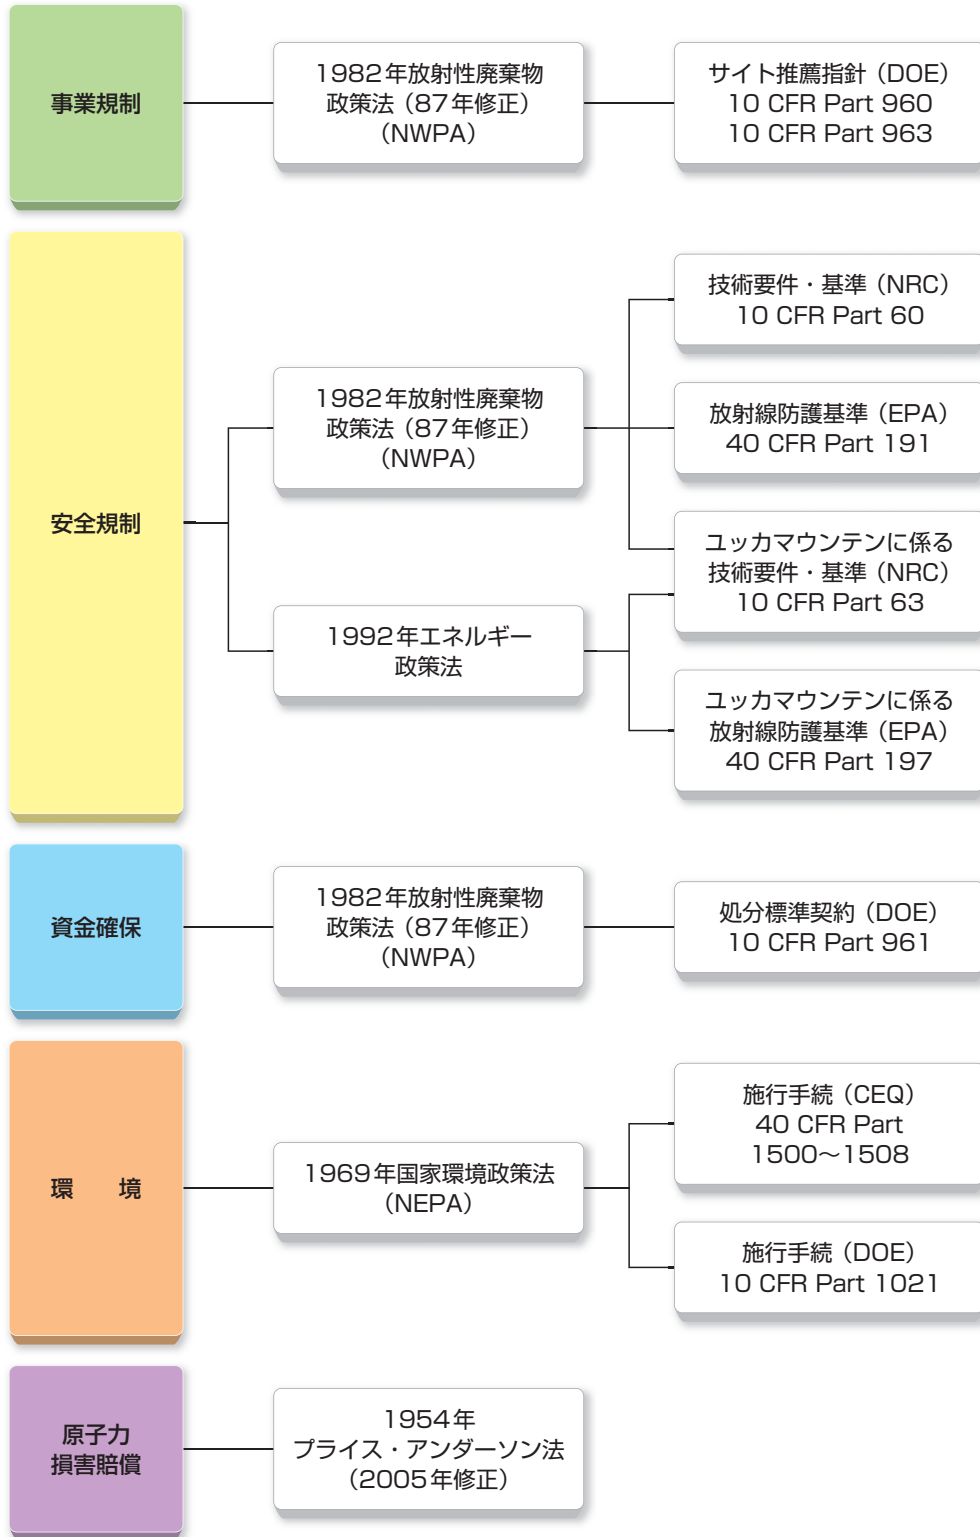 事業規制
1982年放射性廃棄物
政策法（87年修正）
（NWPA）
サイト推薦指針（DOE）
10 CFR Part 960
10 CFR Part 963
安全規制
1982年放射性廃棄物
政策法（87年修正）
（NWPA）
技術要件・基準（NRC）
10 CFR Part 60
放射線防護基準（EPA）
40 CFR Part 191
ユッカマウンテンに係る
技術要件・基準（NRC）
10 CFR Part 63
1992年エネルギー
政策法
ユッカマウンテンに係る
放射線防護基準（EPA）
40 CFR Part 197
資金確保
1982年放射性廃棄物
政策法（87年修正）
（NWPA）
処分標準契約（DOE）
10 CFR Part 961
環　　境
1969年国家環境政策法
（NEPA）
施行手続（CEQ）
40 CFR Part
1500〜1508
施行手続（DOE）
10 CFR Part 1021
原子力
損害賠償
1954年
プライス・アンダーソン法
（2005年修正）